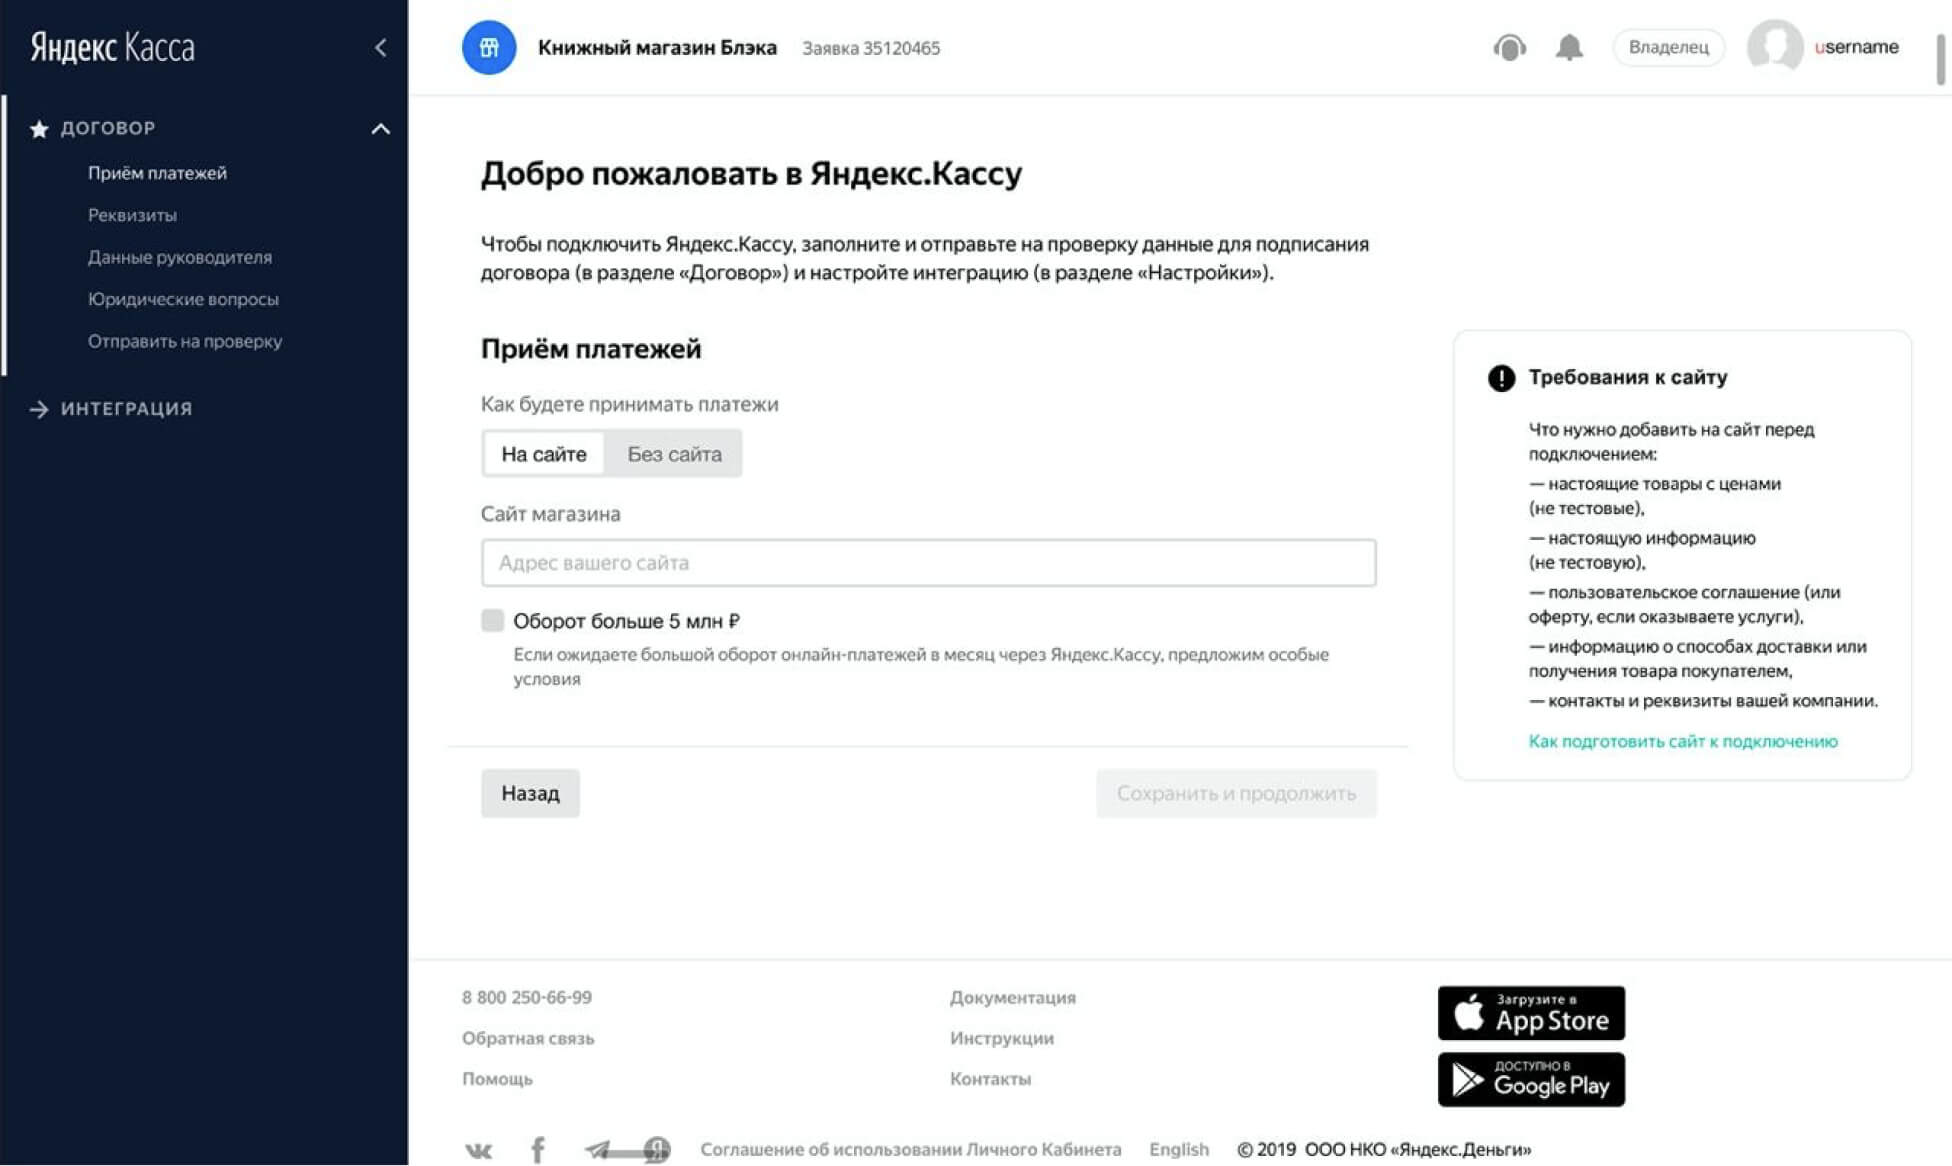 Яндекс Касса
ДОГОВОР
Приём платежей
Реквизиты
Данные руководителя
Юридические вопросы
Отправить на проверку
ИНТЕГРАЦИЯ
Книжный магазин Блэка Заявка 35120465
Владелец
username
Добро пожаловать в Яндекс.Кассу
Чтобы подключить Яндекс.Кассу, заполните и отправьте на проверку данные для подписания
договора (в разделе «Договор») и настройте интеграцию (в разделе «Настройки»).
Приём платежей
Как будете принимать платежи
На сайте Без сайта
Сайт магазина
Адрес вашего сайта
Оборот больше 5 млн ₽
Если ожидаете большой оборот онлайн-платежей в месяц через Яндекс.Кассу, предложим особые
условия
Назад
Сохранить и продолжить
Требования к сайту
Что нужно добавить на сайт перед
подключением:
— настоящие товары с ценами
(не тестовые),
— настоящую информацию
(не тестовую),
— пользовательское соглашение (или
оферту, если оказываете услуги),
— информацию о способах доставки или
получения товара покупателем,
— контакты и реквизиты вашей компании.
Как подготовить сайт к подключению
8 800 250-66-99
Обратная связь
Помощь
Документация
Инструкции
Контакты
Загрузите в
App Store
ДОСТУПНО В
Google Play
Соглашение об использовании Личного Кабинета English © 2019 ООО НКО «Яндекс.Деньги»